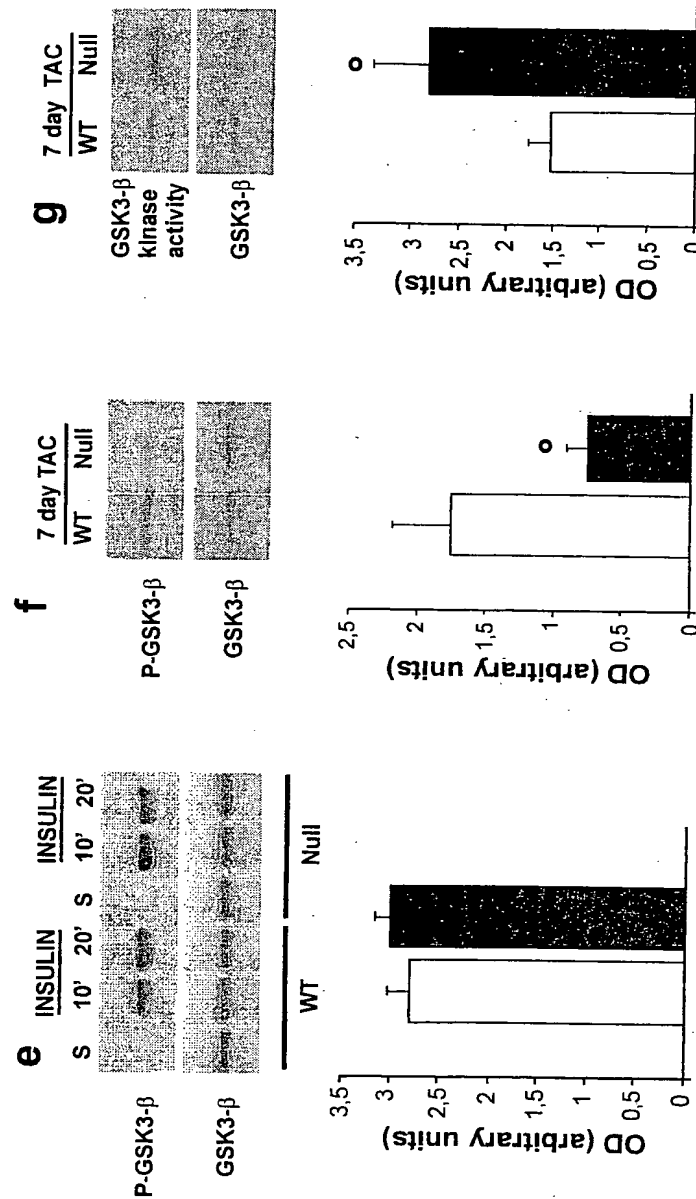 e
INSULIN INSULIN
S 10' 20' S 10' 20'
P-GSK3-β
GSK3-β
WT Null
OD (arbitrary units)
3,5
3
2,5
2
1,5
1
0,5
0
f
7 day TAC
WT Null
P-GSK3-β
GSK3-β
OD (arbitrary units)
2,5
2
1,5
1
0,5
0
g
7 day TAC
WT Null
GSK3-β
kinase
activity
GSK3-β
OD (arbitrary units)
3,5
3
2,5
2
1,5
1
0,5
0